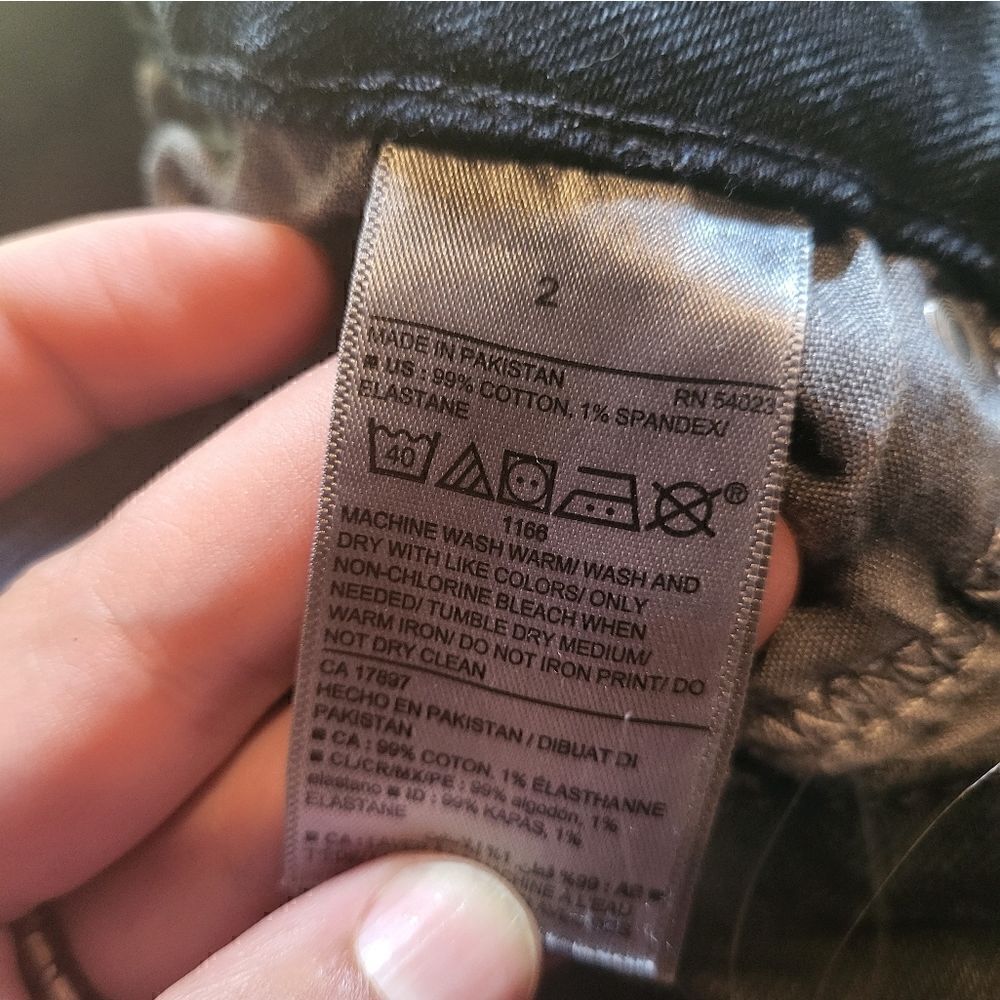 2
MADE IN PAKISTAN
RN 54023
■ US : 99% COTTON, 1% SPANDEX/
ELASTANE
40
®
1166
MACHINE WASH WARM/ WASH AND
DRY WITH LIKE COLORS/ ONLY
NON-CHLORINE BLEACH WHEN
NEEDED/ TUMBLE DRY MEDIUM/
WARM IRON/ DO NOT IRON PRINT/ DO
NOT DRY CLEAN
CA 17897
HECHO EN PAKISTAN / DIBUAT DI
PAKISTAN
■ CA : 99% COTON, 1% ÉLASTHANNE
■ CL/CR/MX/PE : 99% algodón, 1%
elastano ■ ID : 99% KAPAS, 1%
ELASTANE
À L'EAU